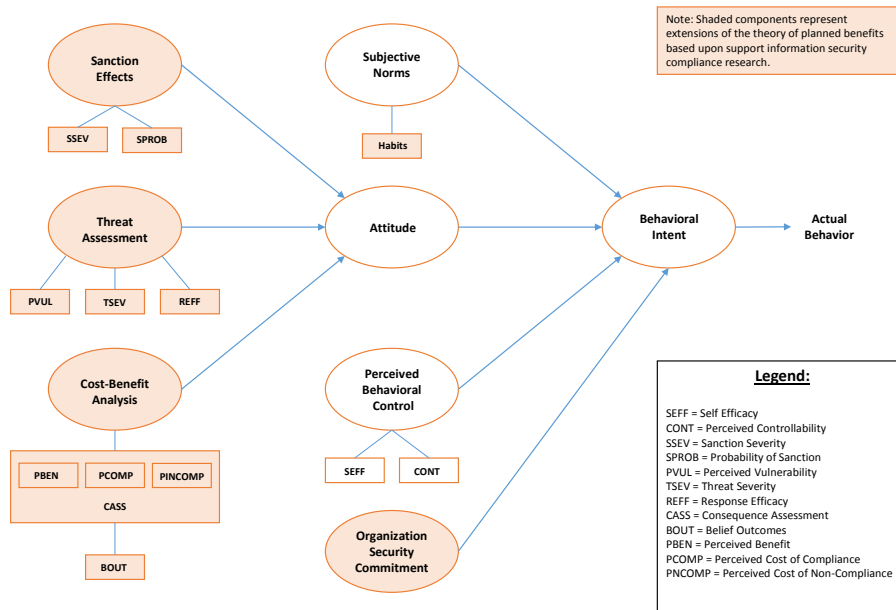 Note: Shaded components represent
extensions of the theory of planned benefits
based upon support information security
compliance research.
Sanction
Effects
Subjective
Norms
SSEV
SPROB
Habits
Threat
Assessment
Attitude
Behavioral
Intent
Actual
Behavior
PVUL
TSEV
REFF
Cost-Benefit
Analysis
Perceived
Behavioral
Control
PBEN
PCOMP
PINCOMP
CASS
SEFF
CONT
BOUT
Organization
Security
Commitment
Legend:
SEFF = Self Efficacy
CONT = Perceived Controllability
SSEV = Sanction Severity
SPROB = Probability of Sanction
PVUL = Perceived Vulnerability
TSEV = Threat Severity
REFF = Response Efficacy
CASS = Consequence Assessment
BOUT = Belief Outcomes
PBEN = Perceived Benefit
PCOMP = Perceived Cost of Compliance
PNCOMP = Perceived Cost of Non-Compliance